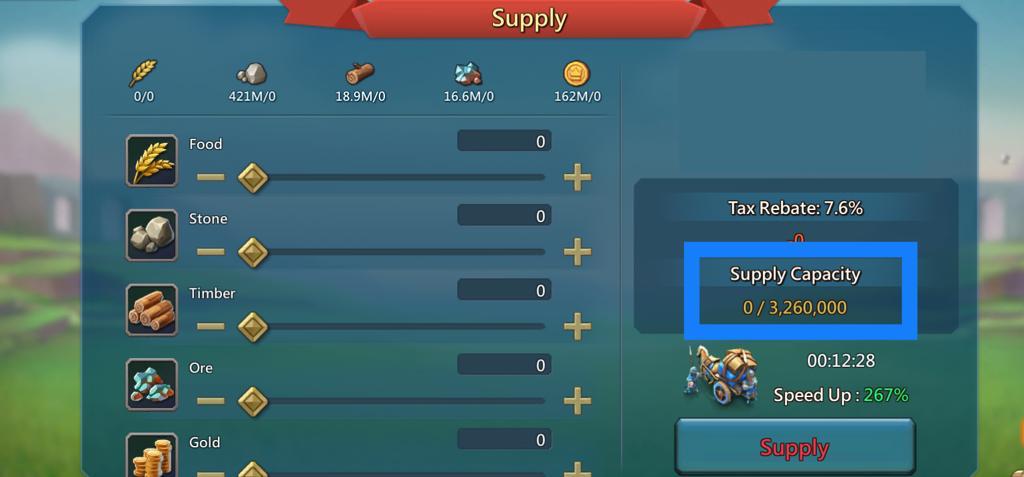 Supply
0/0
421M/0
18.9M/0
16.6M/0
162M/0
Food
0
Stone
0
Timber
0
Ore
0
Gold
0
Tax Rebate: 7.6%
-0
Supply Capacity
0 / 3,260,000
00:12:28
Speed Up : 267%
Supply